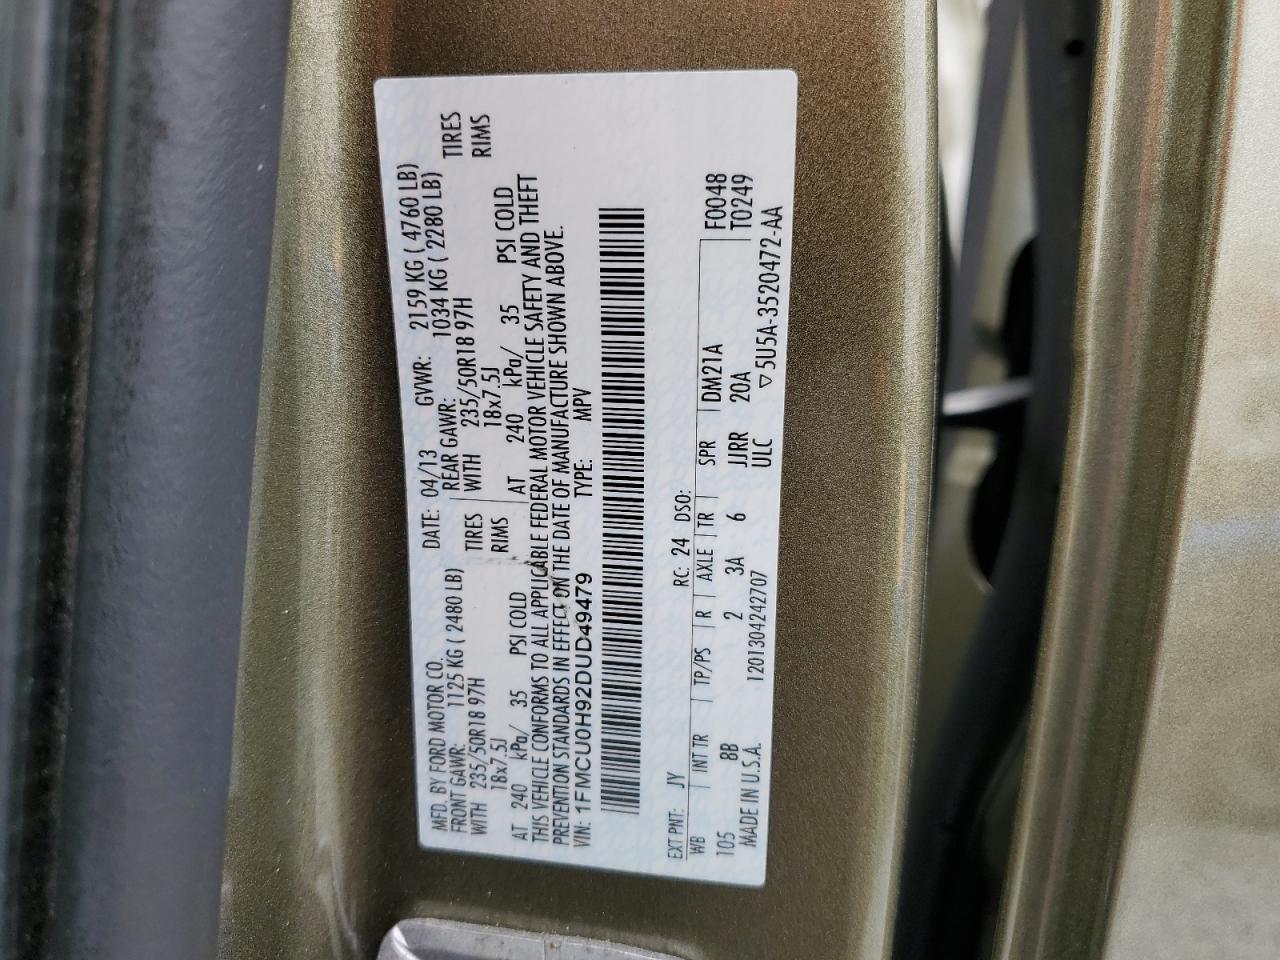 MFD. BY FORD MOTOR CO. DATE: 04/13 GVWR: 2159 KG ( 4760 LB)
FRONT GAWR: 1125 KG ( 2480 LB) REAR GAWR: 1034 KG ( 2280 LB)
WITH 235/50R18 97H TIRES WITH 235/50R18 97H TIRES
18x7.5J RIMS 18x7.5J RIMS
AT 240 kPa/ 35 PSI COLD AT 240 kPa/ 35 PSI COLD
THIS VEHICLE CONFORMS TO ALL APPLICABLE FEDERAL MOTOR VEHICLE SAFETY AND THEFT
PREVENTION STANDARDS IN EFFECT ON THE DATE OF MANUFACTURE SHOWN ABOVE.
VIN: 1FMCU0H92DUD49479 TYPE: MPV
EXT PNT: JY RC: 24 DSO:
WB INT TR TP/PS R AXLE TR SPR DM21A F0048
105 8B 2 3A 6 JJRR 20A T0249
MADE IN U.S.A. 1201304242707 ULC ▽5U5A-3520472-AA